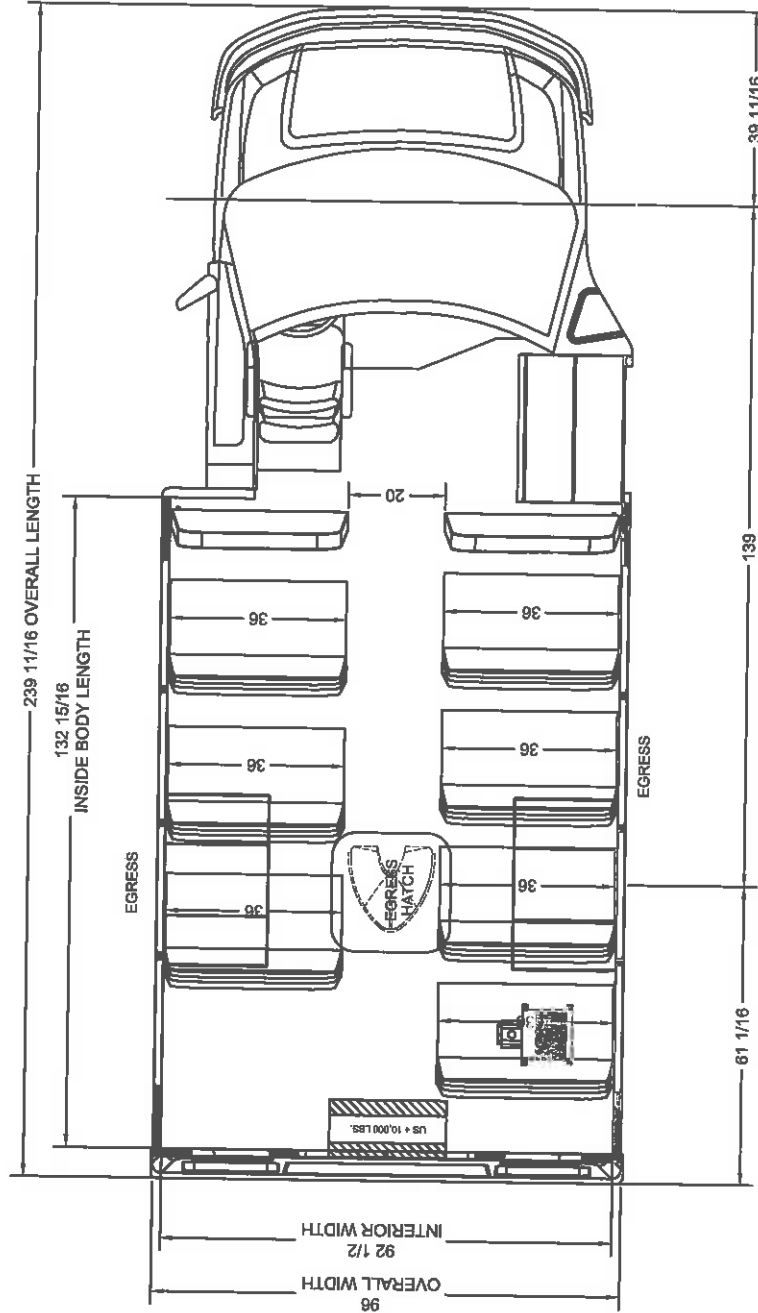 239 11/16 OVERALL LENGTH
132 15/16
INSIDE BODY LENGTH
39 11/16
139
61 1/16
20
36
36
36
36
36
36
EGRESS
EGRESS
EGRESS
HATCH
US + 10,000 LBS.
92 1/2
INTERIOR WIDTH
96
OVERALL WIDTH